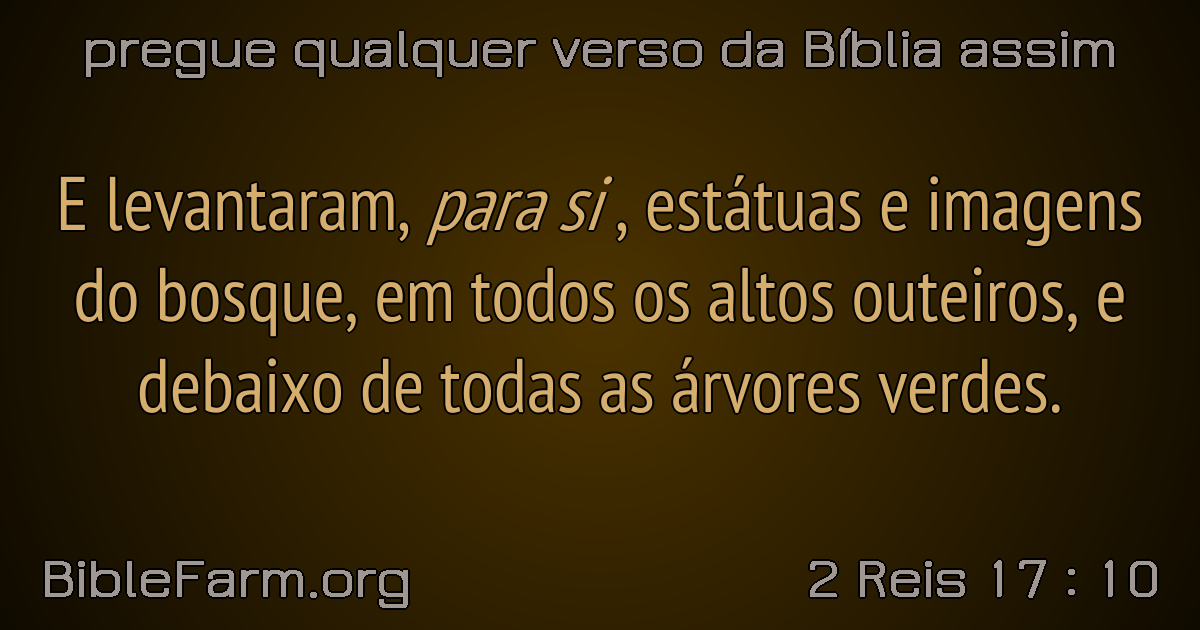 pregue qualquer verso da Bíblia assim
E levantaram, para si , estátuas e imagens
do bosque, em todos os altos outeiros, e
debaixo de todas as árvores verdes.
BibleFarm.org
2 Reis 17 : 10